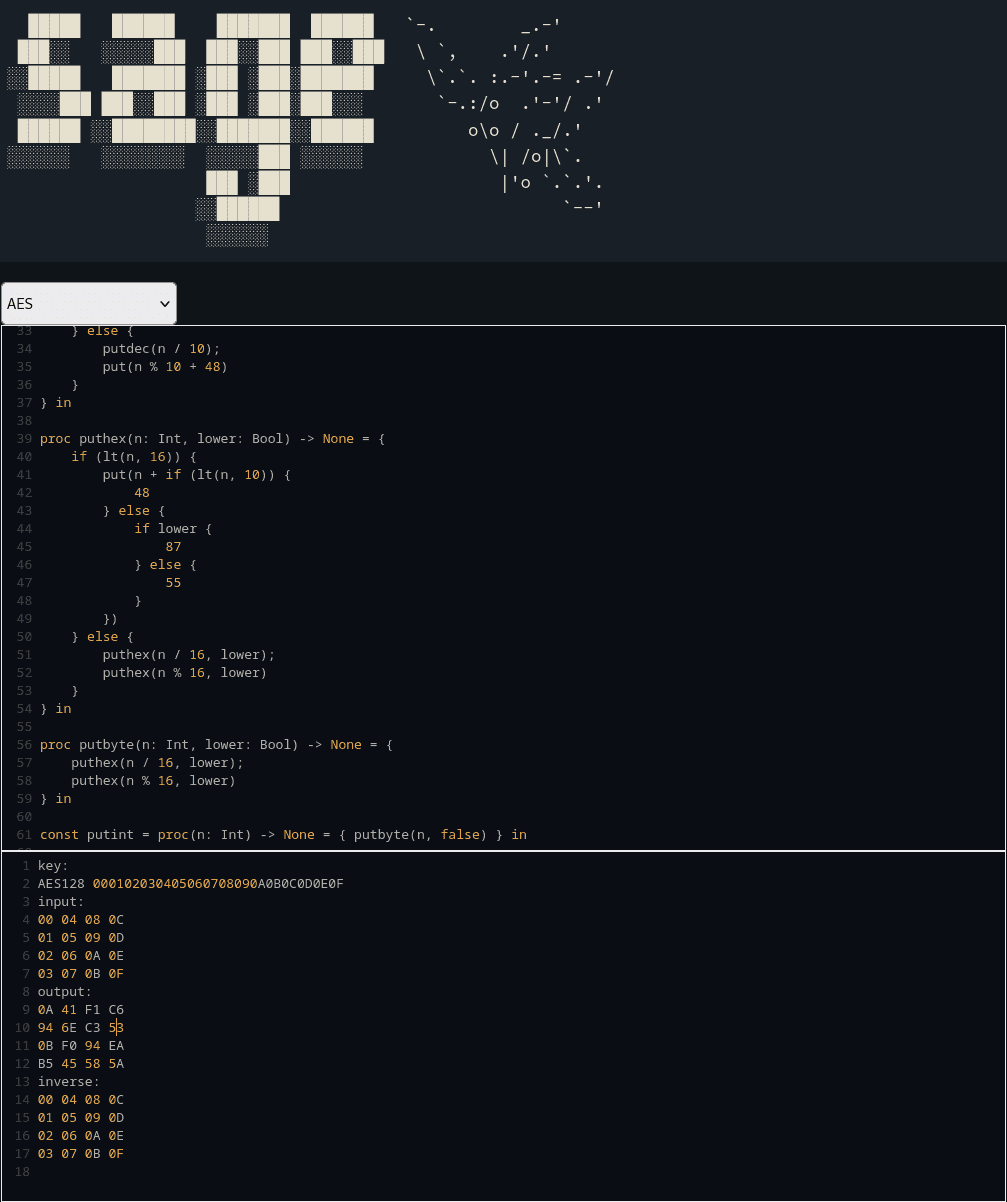 sage
AES
33 } else {
34 putdec(n / 10);
35 put(n % 10 + 48)
36 }
37 } in
38
39 proc puthex(n: Int, lower: Bool) -> None = {
40 if (lt(n, 16)) {
41 put(n + if (lt(n, 10)) {
42 48
43 } else {
44 if lower {
45 87
46 } else {
47 55
48 }
49 })
50 } else {
51 puthex(n / 16, lower);
52 puthex(n % 16, lower)
53 }
54 } in
55
56 proc putbyte(n: Int, lower: Bool) -> None = {
57 puthex(n / 16, lower);
58 puthex(n % 16, lower)
59 } in
60
61 const putint = proc(n: Int) -> None = { putbyte(n, false) } in
1 key:
2 AES128 000102030405060708090A0B0C0D0E0F
3 input:
4 00 04 08 0C
5 01 05 09 0D
6 02 06 0A 0E
7 03 07 0B 0F
8 output:
9 0A 41 F1 C6
10 94 6E C3 53
11 0B F0 94 EA
12 B5 45 58 5A
13 inverse:
14 00 04 08 0C
15 01 05 09 0D
16 02 06 0A 0E
17 03 07 0B 0F
18